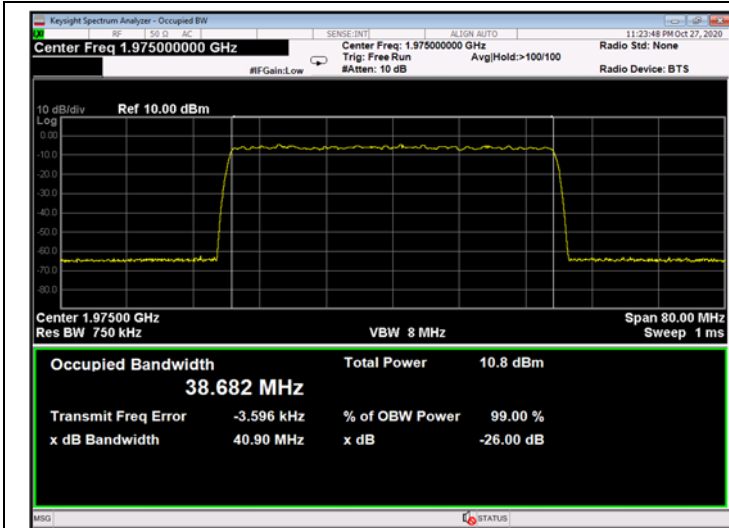 Keysight Spectrum Analyzer - Occupied BW
RF 50 Ω AC SENSE:INT ALIGN AUTO 11:23:48 PM Oct 27, 2020
Center Freq 1.975000000 GHz Center Freq: 1.975000000 GHz Radio Std: None
Trig: Free Run Avg|Hold:>100/100
#IFGain:Low #Atten: 10 dB Radio Device: BTS
10 dB/div Ref 10.00 dBm
Log
0.00
-10.0
-20.0
-30.0
-40.0
-50.0
-60.0
-70.0
-80.0
Center 1.97500 GHz Span 80.00 MHz
Res BW 750 kHz VBW 8 MHz Sweep 1 ms
Occupied Bandwidth Total Power 10.8 dBm
38.682 MHz
Transmit Freq Error -3.596 kHz % of OBW Power 99.00 %
x dB Bandwidth 40.90 MHz x dB -26.00 dB
MSG STATUS